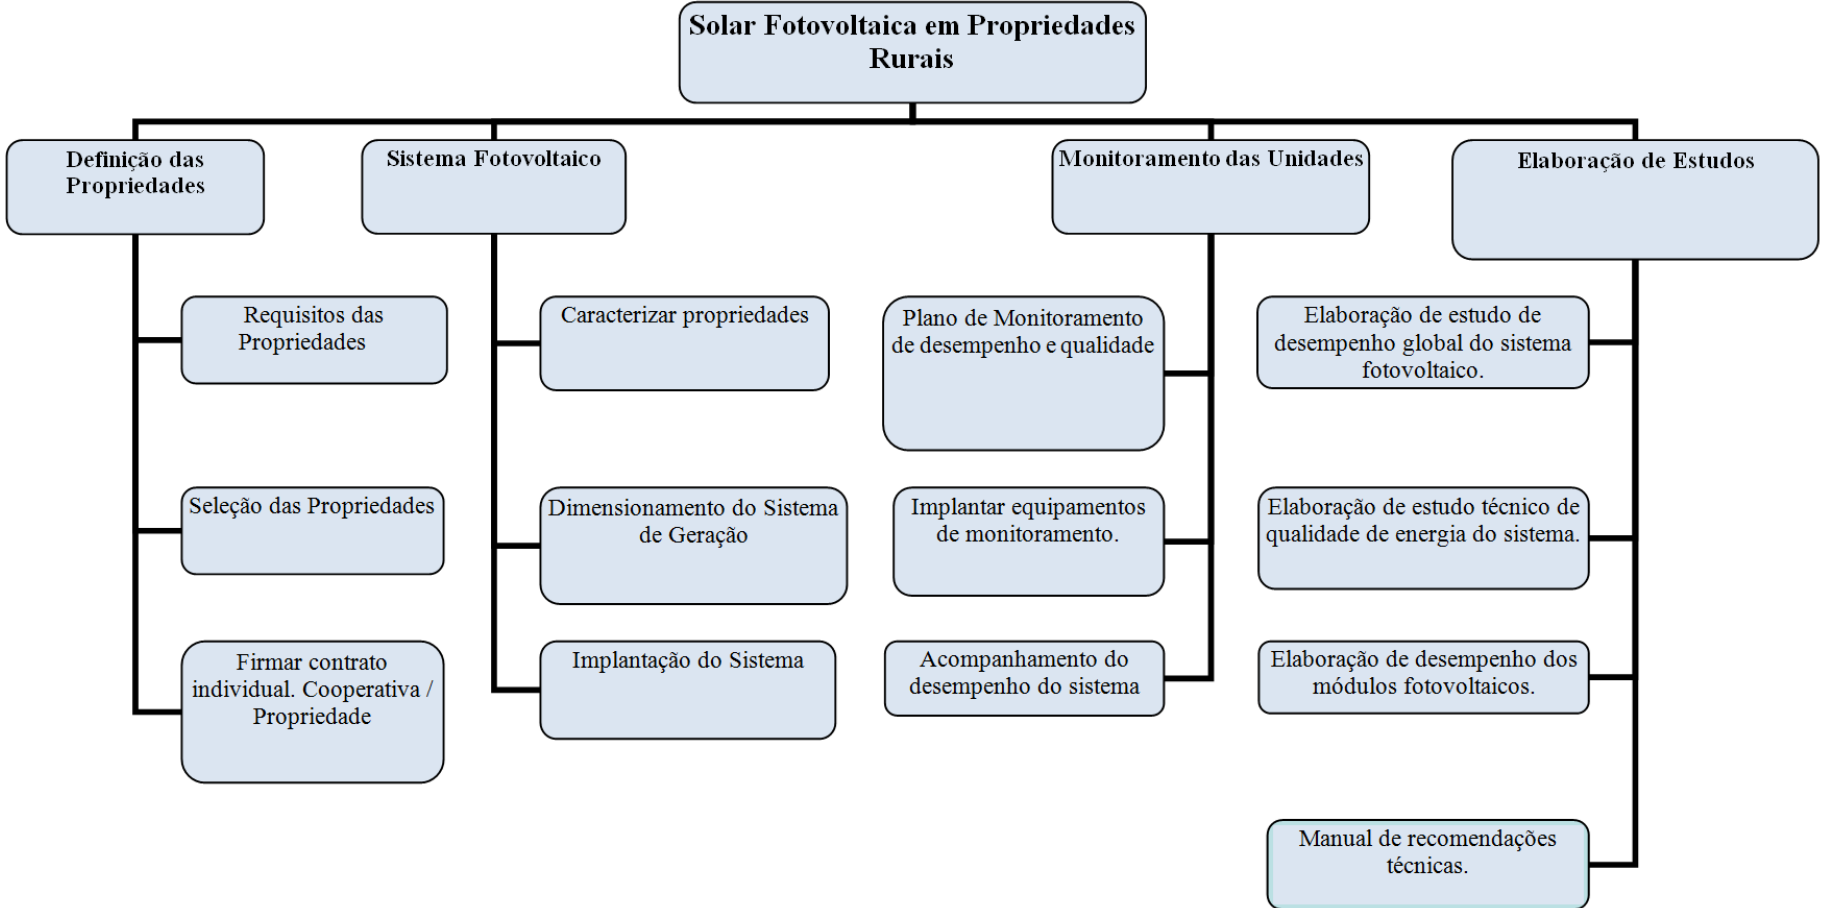 Solar Fotovoltaica em Propriedades
Rurais
Definição das
Propriedades
Sistema Fotovoltaico
Monitoramento das Unidades
Elaboração de Estudos
Requisitos das
Propriedades
Seleção das Propriedades
Firmar contrato
individual. Cooperativa /
Propriedade
Caracterizar propriedades
Dimensionamento do Sistema
de Geração
Implantação do Sistema
Plano de Monitoramento
de desempenho e qualidade
Implantar equipamentos
de monitoramento.
Acompanhamento do
desempenho do sistema
Elaboração de estudo de
desempenho global do sistema
fotovoltaico.
Elaboração de estudo técnico de
qualidade de energia do sistema.
Elaboração de desempenho dos
módulos fotovoltaicos.
Manual de recomendações
técnicas.